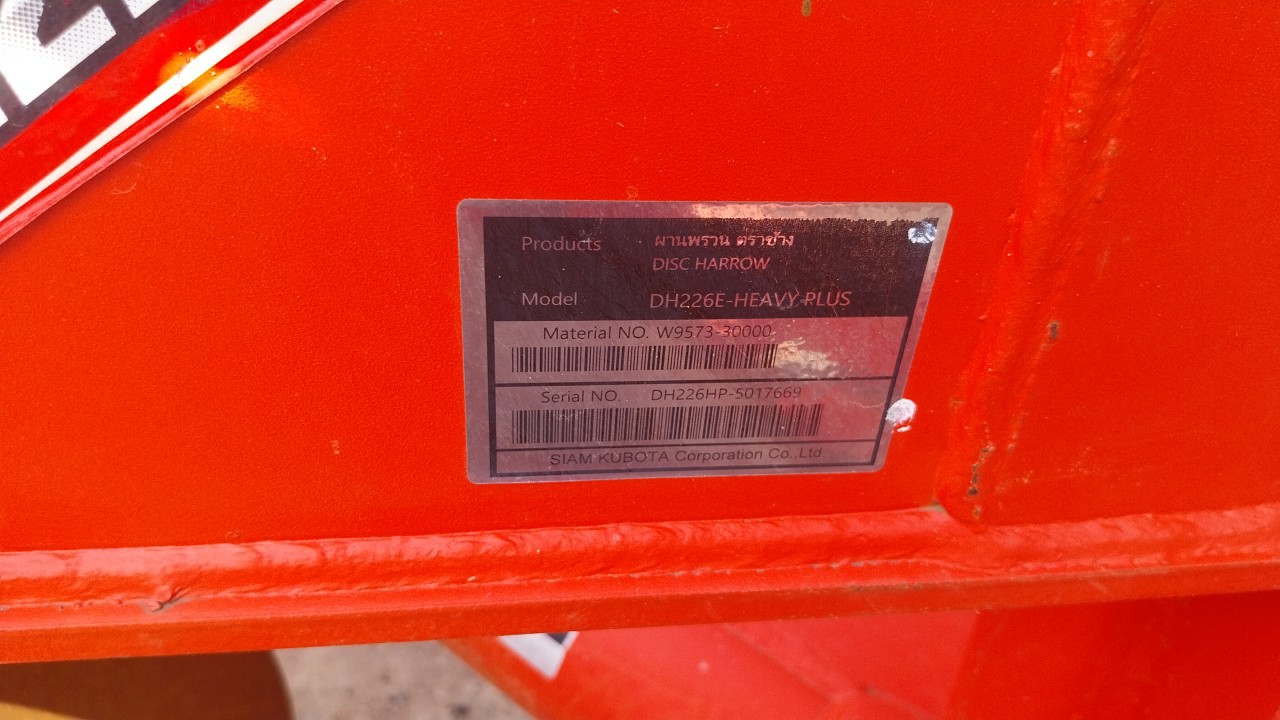 Products ผานพรวน ตราช้าง
DISC HARROW
Model DH226E-HEAVY PLUS
Material NO. W9573-30000
Serial NO. DH226HP-5017669
SIAM KUBOTA Corporation Co.,Ltd.